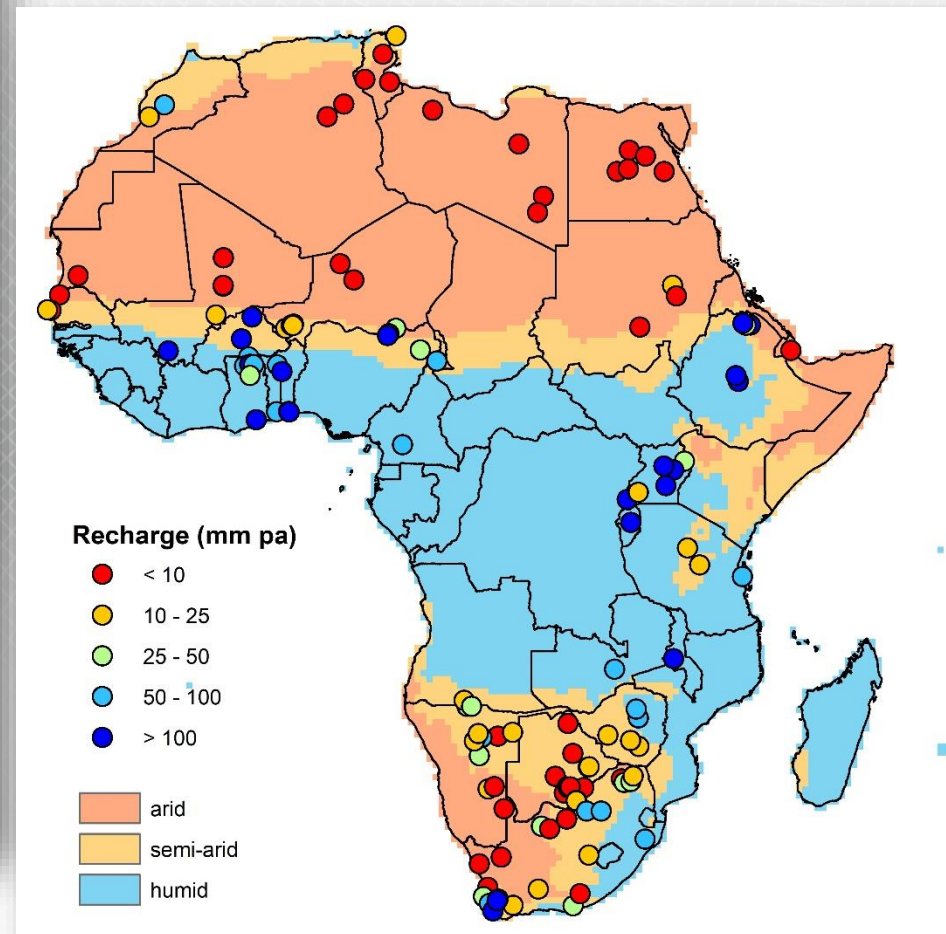 Recharge (mm pa)
< 10
10 - 25
25 - 50
50 - 100
> 100
arid
semi-arid
humid